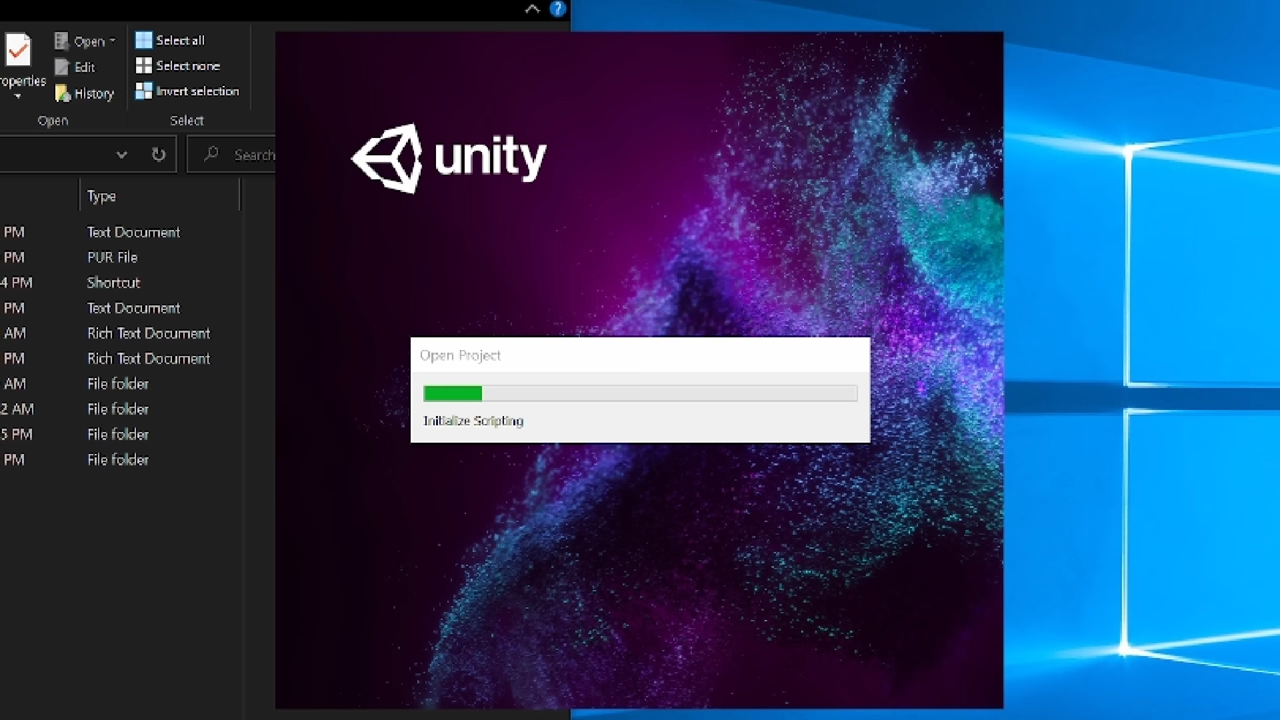 ?
Open
Select all
Edit
Select none
operties
History
Invert selection
Open
Select
Search
Type
PM
Text Document
PM
PUR File
4 PM
Shortcut
PM
Text Document
AM
Rich Text Document
PM
Rich Text Document
AM
File folder
2 AM
File folder
5 PM
File folder
PM
File folder
unity
Open Project
Initialize Scripting